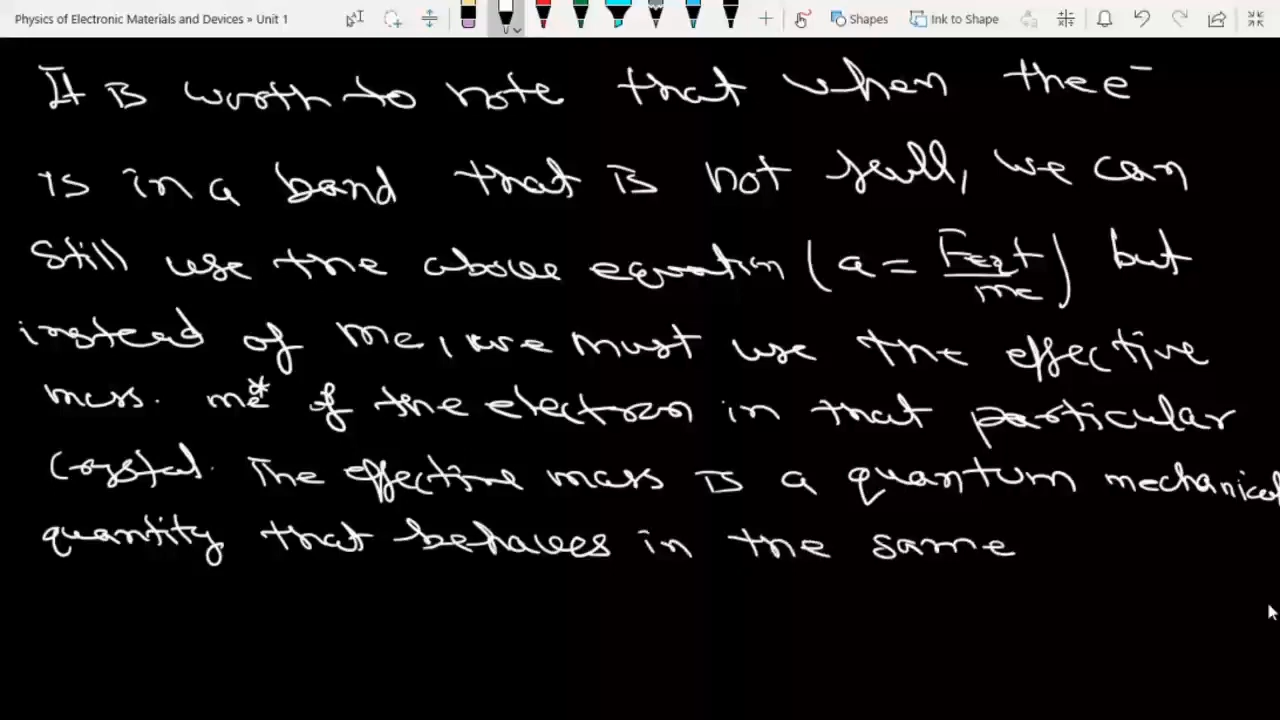 Physics of Electronic Materials and Devices » Unit 1
Shapes
Ink to Shape
It is worth to note that when the e⁻
is in a band that is not full, we can
still use the above equation (a = Fext/me) but
instead of me, we must use the effective
mass. me* of the electron in that particular
crystal. The effective mass is a quantum mechanical
quantity that behaves in the same